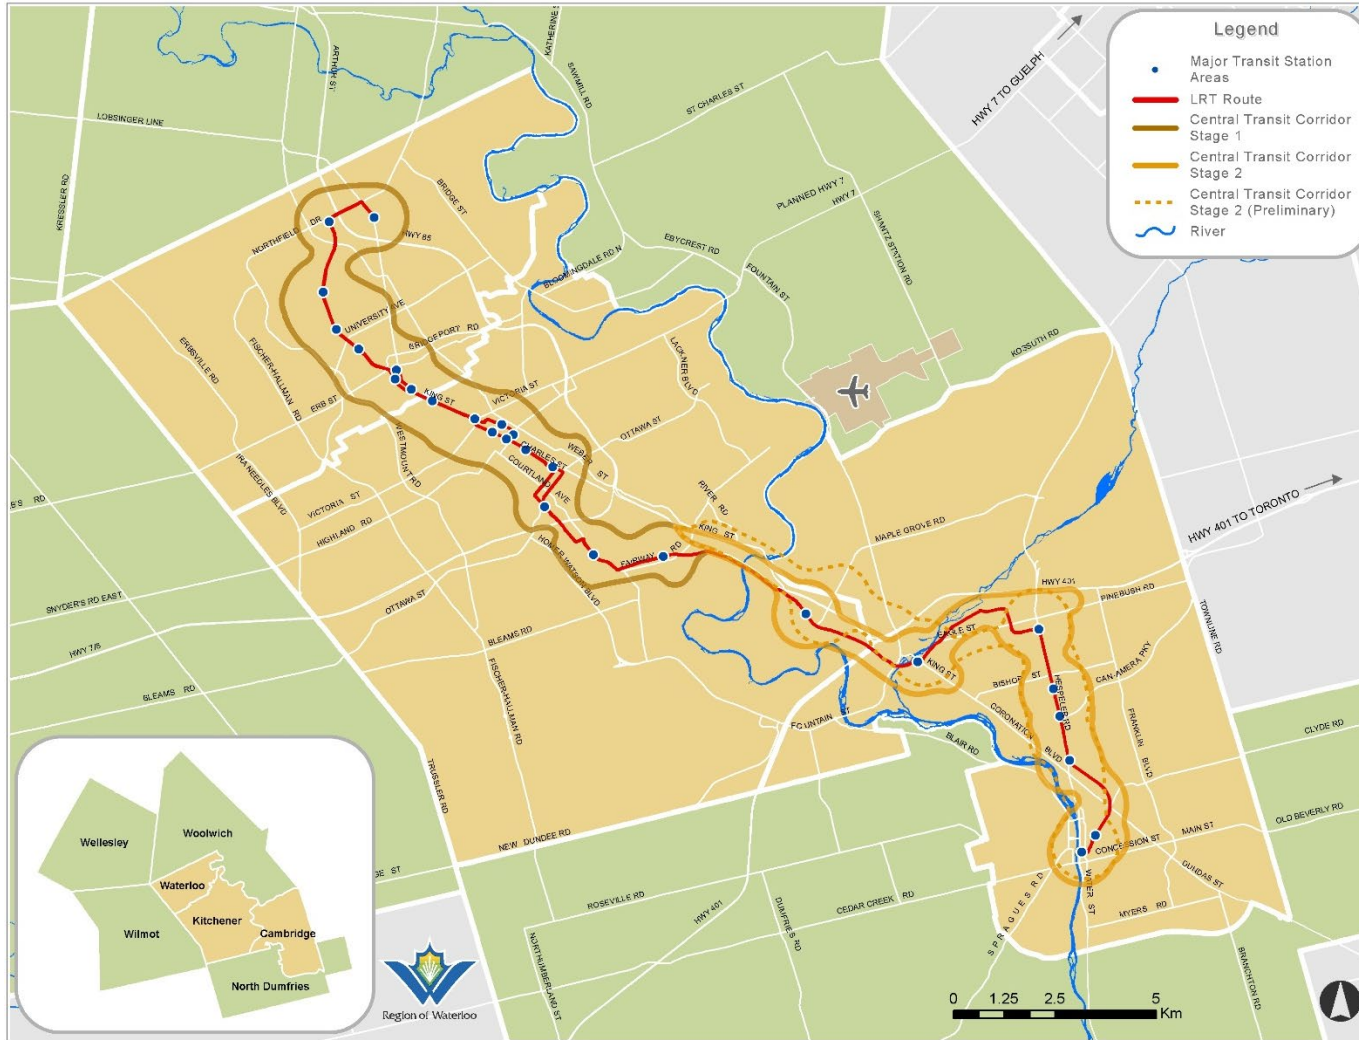 Legend
Major Transit Station
Areas
LRT Route
Central Transit Corridor
Stage 1
Central Transit Corridor
Stage 2
Central Transit Corridor
Stage 2 (Preliminary)
River
HWY 7 TO GUELPH
KATHERINE S
ARTHUR ST
SAWMILL RD
LOBSINGER LINE
ST CHARLES ST
KRESSLER RD
BRIDGE ST
PLANNED HWY 7
HWY 7
NORTHFIELD DR
HWY 85
SHANTZ STATION RD
EBYCREST RD
BLOOMINGDALE RD N
FOUNTAIN ST
UNIVERSITY AVE
BRIDGEPORT RD
KOSSUTH RD
ERBSVILLE RD
FISCHER-HALLMAN RD
LACKNER BLVD
ERB ST
KING ST
VICTORIA ST
OTTAWA ST
WESTMOUNT RD
CHARLES ST
WEBER ST
COURTLAND AVE
IRA NEEDLES BLVD
VICTORIA ST
HIGHLAND RD
RIVER RD
KING ST
HWY 401 TO TORONTO
MAPLE GROVE RD
FAIRWAY RD
HOMER WATSON BLVD
SNYDER'S RD EAST
OTTAWA ST
HWY 401
PINEBUSH RD
HWY 7/8
BLEAMS RD
EAGLE ST
TOWNLINE RD
KING ST
BISHOP ST
CAN-AMERA PKY
BLEAMS RD
FISCHER-HALLMAN RD
HESPELER RD
FOUNTAIN
CORONATION BLVD
FRANKLIN BLVD
BLAIR RD
CLYDE RD
TRUSSLER RD
NEW DUNDEE RD
OLD BEVERLY RD
MAIN ST
CONCESSION ST
DUNDAS ST
WATER ST
SPRAGUES RD
MYERS RD
ROSEVILLE RD
CEDAR CREEK RD
HWY 401
DUMFRIES RD
NORTHUMBERLAND ST
BRANCHTON RD
Wellesley
Woolwich
Waterloo
Kitchener
Cambridge
Wilmot
North Dumfries
Region of Waterloo
0 1.25 2.5 5
Km